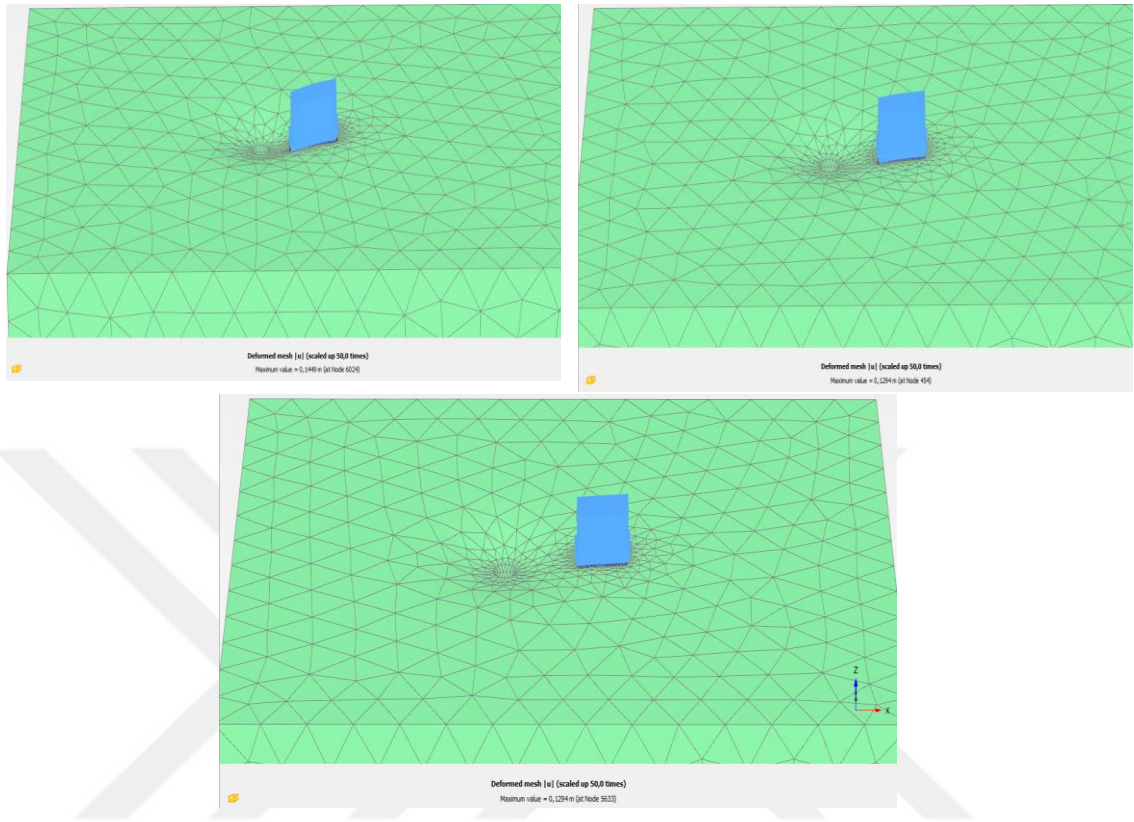 Deformed mesh |u| (scaled up 50,0 times)
Maximum value = 0,1449 m (at Node 6024)
Deformed mesh |u| (scaled up 50,0 times)
Maximum value = 0,1294 m (at Node 454)
Z
X
Deformed mesh |u| (scaled up 50,0 times)
Maximum value = 0,1294 m (at Node 5633)